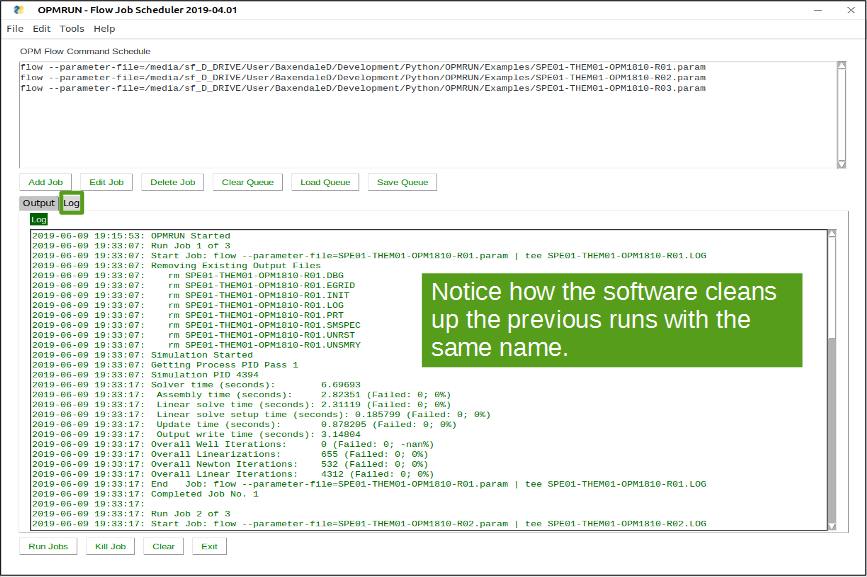 OPMRUN - Flow Job Scheduler 2019-04.01
File Edit Tools Help
OPM Flow Command Schedule
flow --parameter-file=/media/sf_D_DRIVE/User/BaxendaleD/Development/Python/OPMRUN/Examples/SPE01-THEM01-OPM1810-R01.param
flow --parameter-file=/media/sf_D_DRIVE/User/BaxendaleD/Development/Python/OPMRUN/Examples/SPE01-THEM01-OPM1810-R02.param
flow --parameter-file=/media/sf_D_DRIVE/User/BaxendaleD/Development/Python/OPMRUN/Examples/SPE01-THEM01-OPM1810-R03.param
Add Job Edit Job Delete Job Clear Queue Load Queue Save Queue
Output Log
Log
2019-06-09 19:15:53: OPMRUN Started
2019-06-09 19:33:07: Run Job 1 of 3
2019-06-09 19:33:07: Start Job: flow --parameter-file=SPE01-THEM01-OPM1810-R01.param | tee SPE01-THEM01-OPM1810-R01.LOG
2019-06-09 19:33:07: Removing Existing Output Files
2019-06-09 19:33:07: rm SPE01-THEM01-OPM1810-R01.DBG
2019-06-09 19:33:07: rm SPE01-THEM01-OPM1810-R01.EGRID
2019-06-09 19:33:07: rm SPE01-THEM01-OPM1810-R01.INIT
2019-06-09 19:33:07: rm SPE01-THEM01-OPM1810-R01.LOG
2019-06-09 19:33:07: rm SPE01-THEM01-OPM1810-R01.PRT
2019-06-09 19:33:07: rm SPE01-THEM01-OPM1810-R01.SMSPEC
2019-06-09 19:33:07: rm SPE01-THEM01-OPM1810-R01.UNRST
2019-06-09 19:33:07: rm SPE01-THEM01-OPM1810-R01.UNSMRY
2019-06-09 19:33:07: Simulation Started
2019-06-09 19:33:07: Getting Process PID Pass 1
2019-06-09 19:33:07: Simulation PID 4394
2019-06-09 19:33:17: Solver time (seconds): 6.69693
2019-06-09 19:33:17: Assembly time (seconds): 2.82351 (Failed: 0; 0%)
2019-06-09 19:33:17: Linear solve time (seconds): 2.31119 (Failed: 0; 0%)
2019-06-09 19:33:17: Linear solve setup time (seconds): 0.185799 (Failed: 0; 0%)
2019-06-09 19:33:17: Update time (seconds): 0.878205 (Failed: 0; 0%)
2019-06-09 19:33:17: Output write time (seconds): 3.14804
2019-06-09 19:33:17: Overall Well Iterations: 0 (Failed: 0; -nan%)
2019-06-09 19:33:17: Overall Linearizations: 655 (Failed: 0; 0%)
2019-06-09 19:33:17: Overall Newton Iterations: 532 (Failed: 0; 0%)
2019-06-09 19:33:17: Overall Linear Iterations: 4312 (Failed: 0; 0%)
2019-06-09 19:33:17: End Job: flow --parameter-file=SPE01-THEM01-OPM1810-R01.param | tee SPE01-THEM01-OPM1810-R01.LOG
2019-06-09 19:33:17: Completed Job No. 1
2019-06-09 19:33:17:
2019-06-09 19:33:17: Run Job 2 of 3
2019-06-09 19:33:17: Start Job: flow --parameter-file=SPE01-THEM01-OPM1810-R02.param | tee SPE01-THEM01-OPM1810-R02.LOG
Notice how the software cleans
up the previous runs with the
same name.
Run Jobs Kill Job Clear Exit